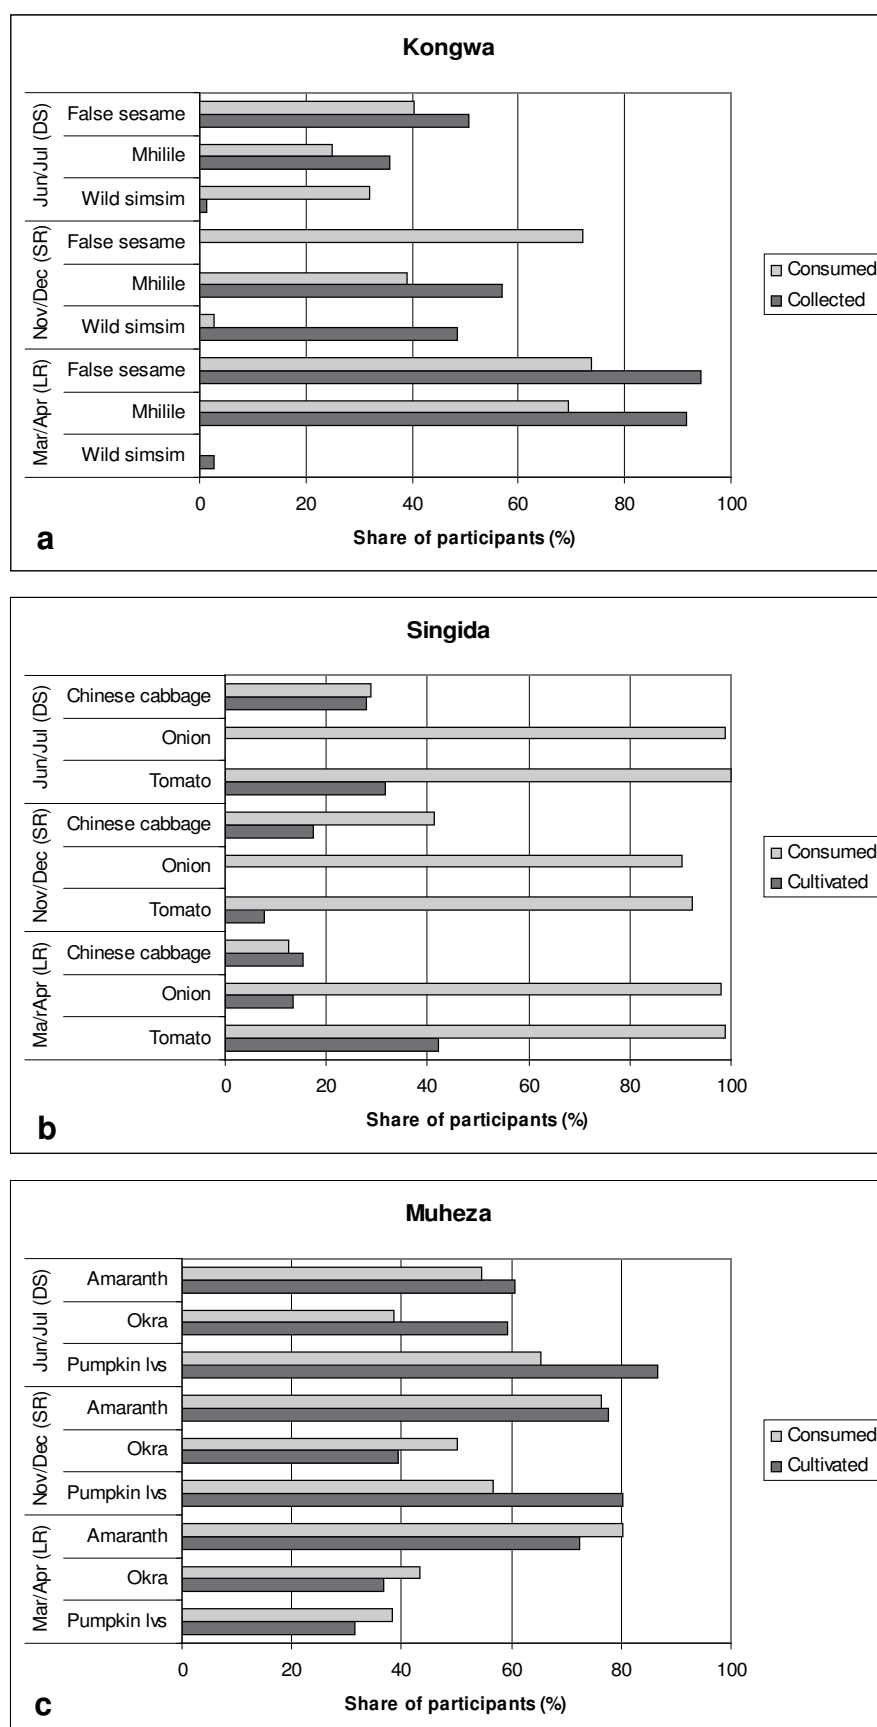 Kongwa
Jun/Jul (DS)
False sesame
Mhilile
Wild simsim
Nov/Dec (SR)
False sesame
Mhilile
Wild simsim
Mar/Apr (LR)
False sesame
Mhilile
Wild simsim
0 20 40 60 80 100
Share of participants (%)
Consumed
Collected
a
Singida
Jun/Jul (DS)
Chinese cabbage
Onion
Tomato
Nov/Dec (SR)
Chinese cabbage
Onion
Tomato
Ma/rApr (LR)
Chinese cabbage
Onion
Tomato
0 20 40 60 80 100
Share of participants (%)
Consumed
Cultivated
b
Muheza
Jun/Jul (DS)
Amaranth
Okra
Pumpkin lvs
Nov/Dec (SR)
Amaranth
Okra
Pumpkin lvs
Mar/Apr (LR)
Amaranth
Okra
Pumpkin lvs
0 20 40 60 80 100
Share of participants (%)
Consumed
Cultivated
c